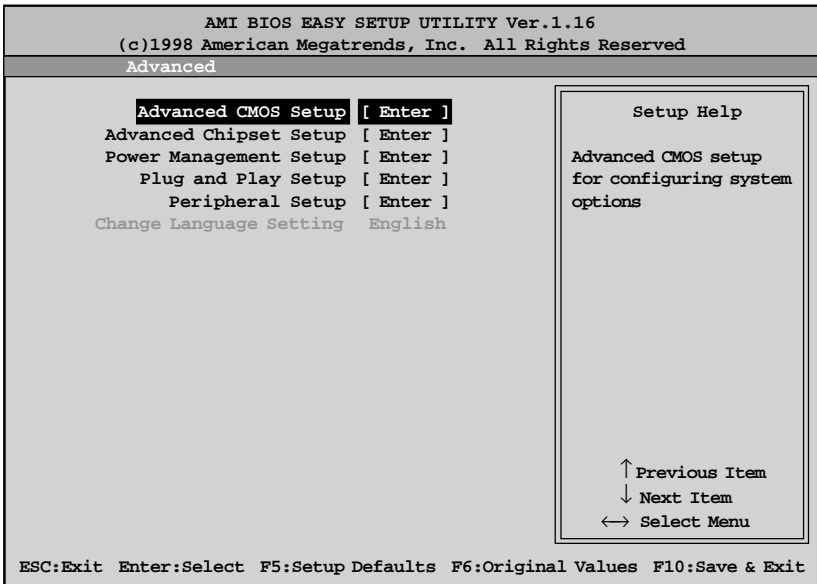 AMI BIOS EASY SETUP UTILITY Ver.1.16
(c)1998 American Megatrends, Inc. All Rights Reserved
Advanced
Advanced CMOS Setup [ Enter ]
Advanced Chipset Setup [ Enter ]
Power Management Setup [ Enter ]
Plug and Play Setup [ Enter ]
Peripheral Setup [ Enter ]
Change Language Setting English
Setup Help
Advanced CMOS setup
for configuring system
options
↑ Previous Item
↓ Next Item
←→ Select Menu
ESC:Exit Enter:Select F5:Setup Defaults F6:Original Values F10:Save & Exit